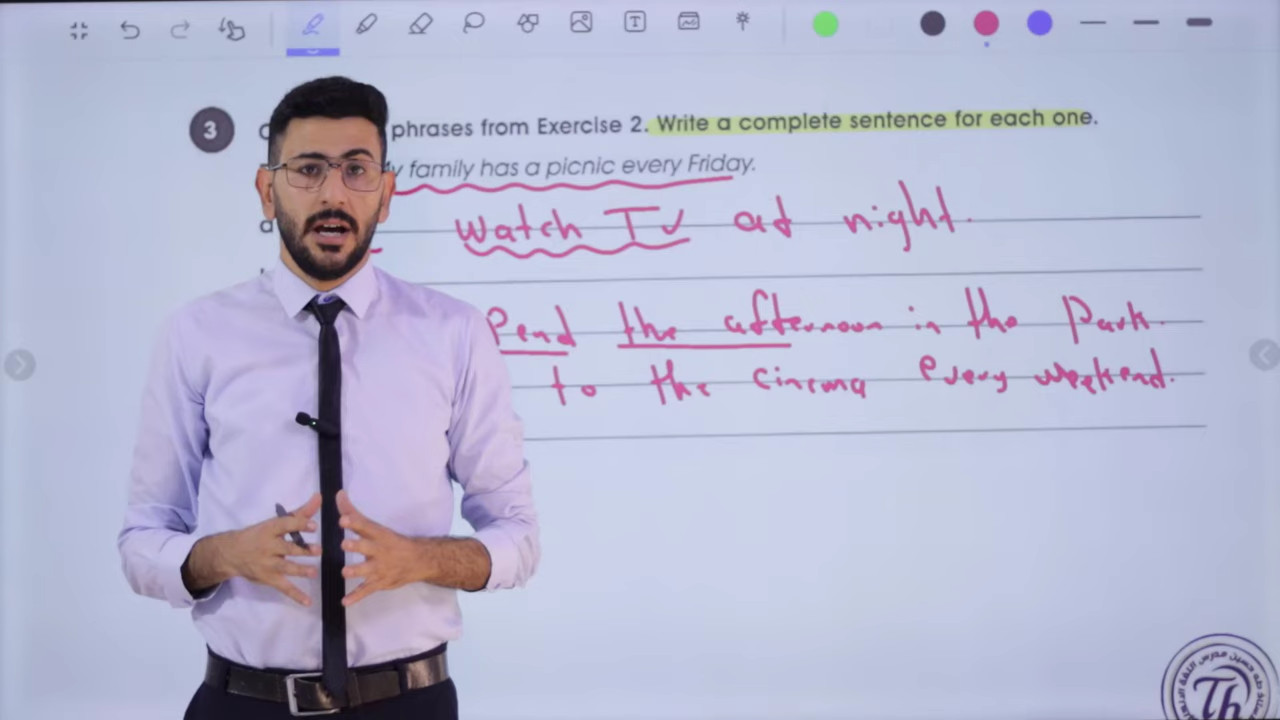 3 phrases from Exercise 2. Write a complete sentence for each one.
family has a picnic every Friday.
a Watch TV at night.
Pend the afternoon in the Park.
to the cinema every weekend.
Th